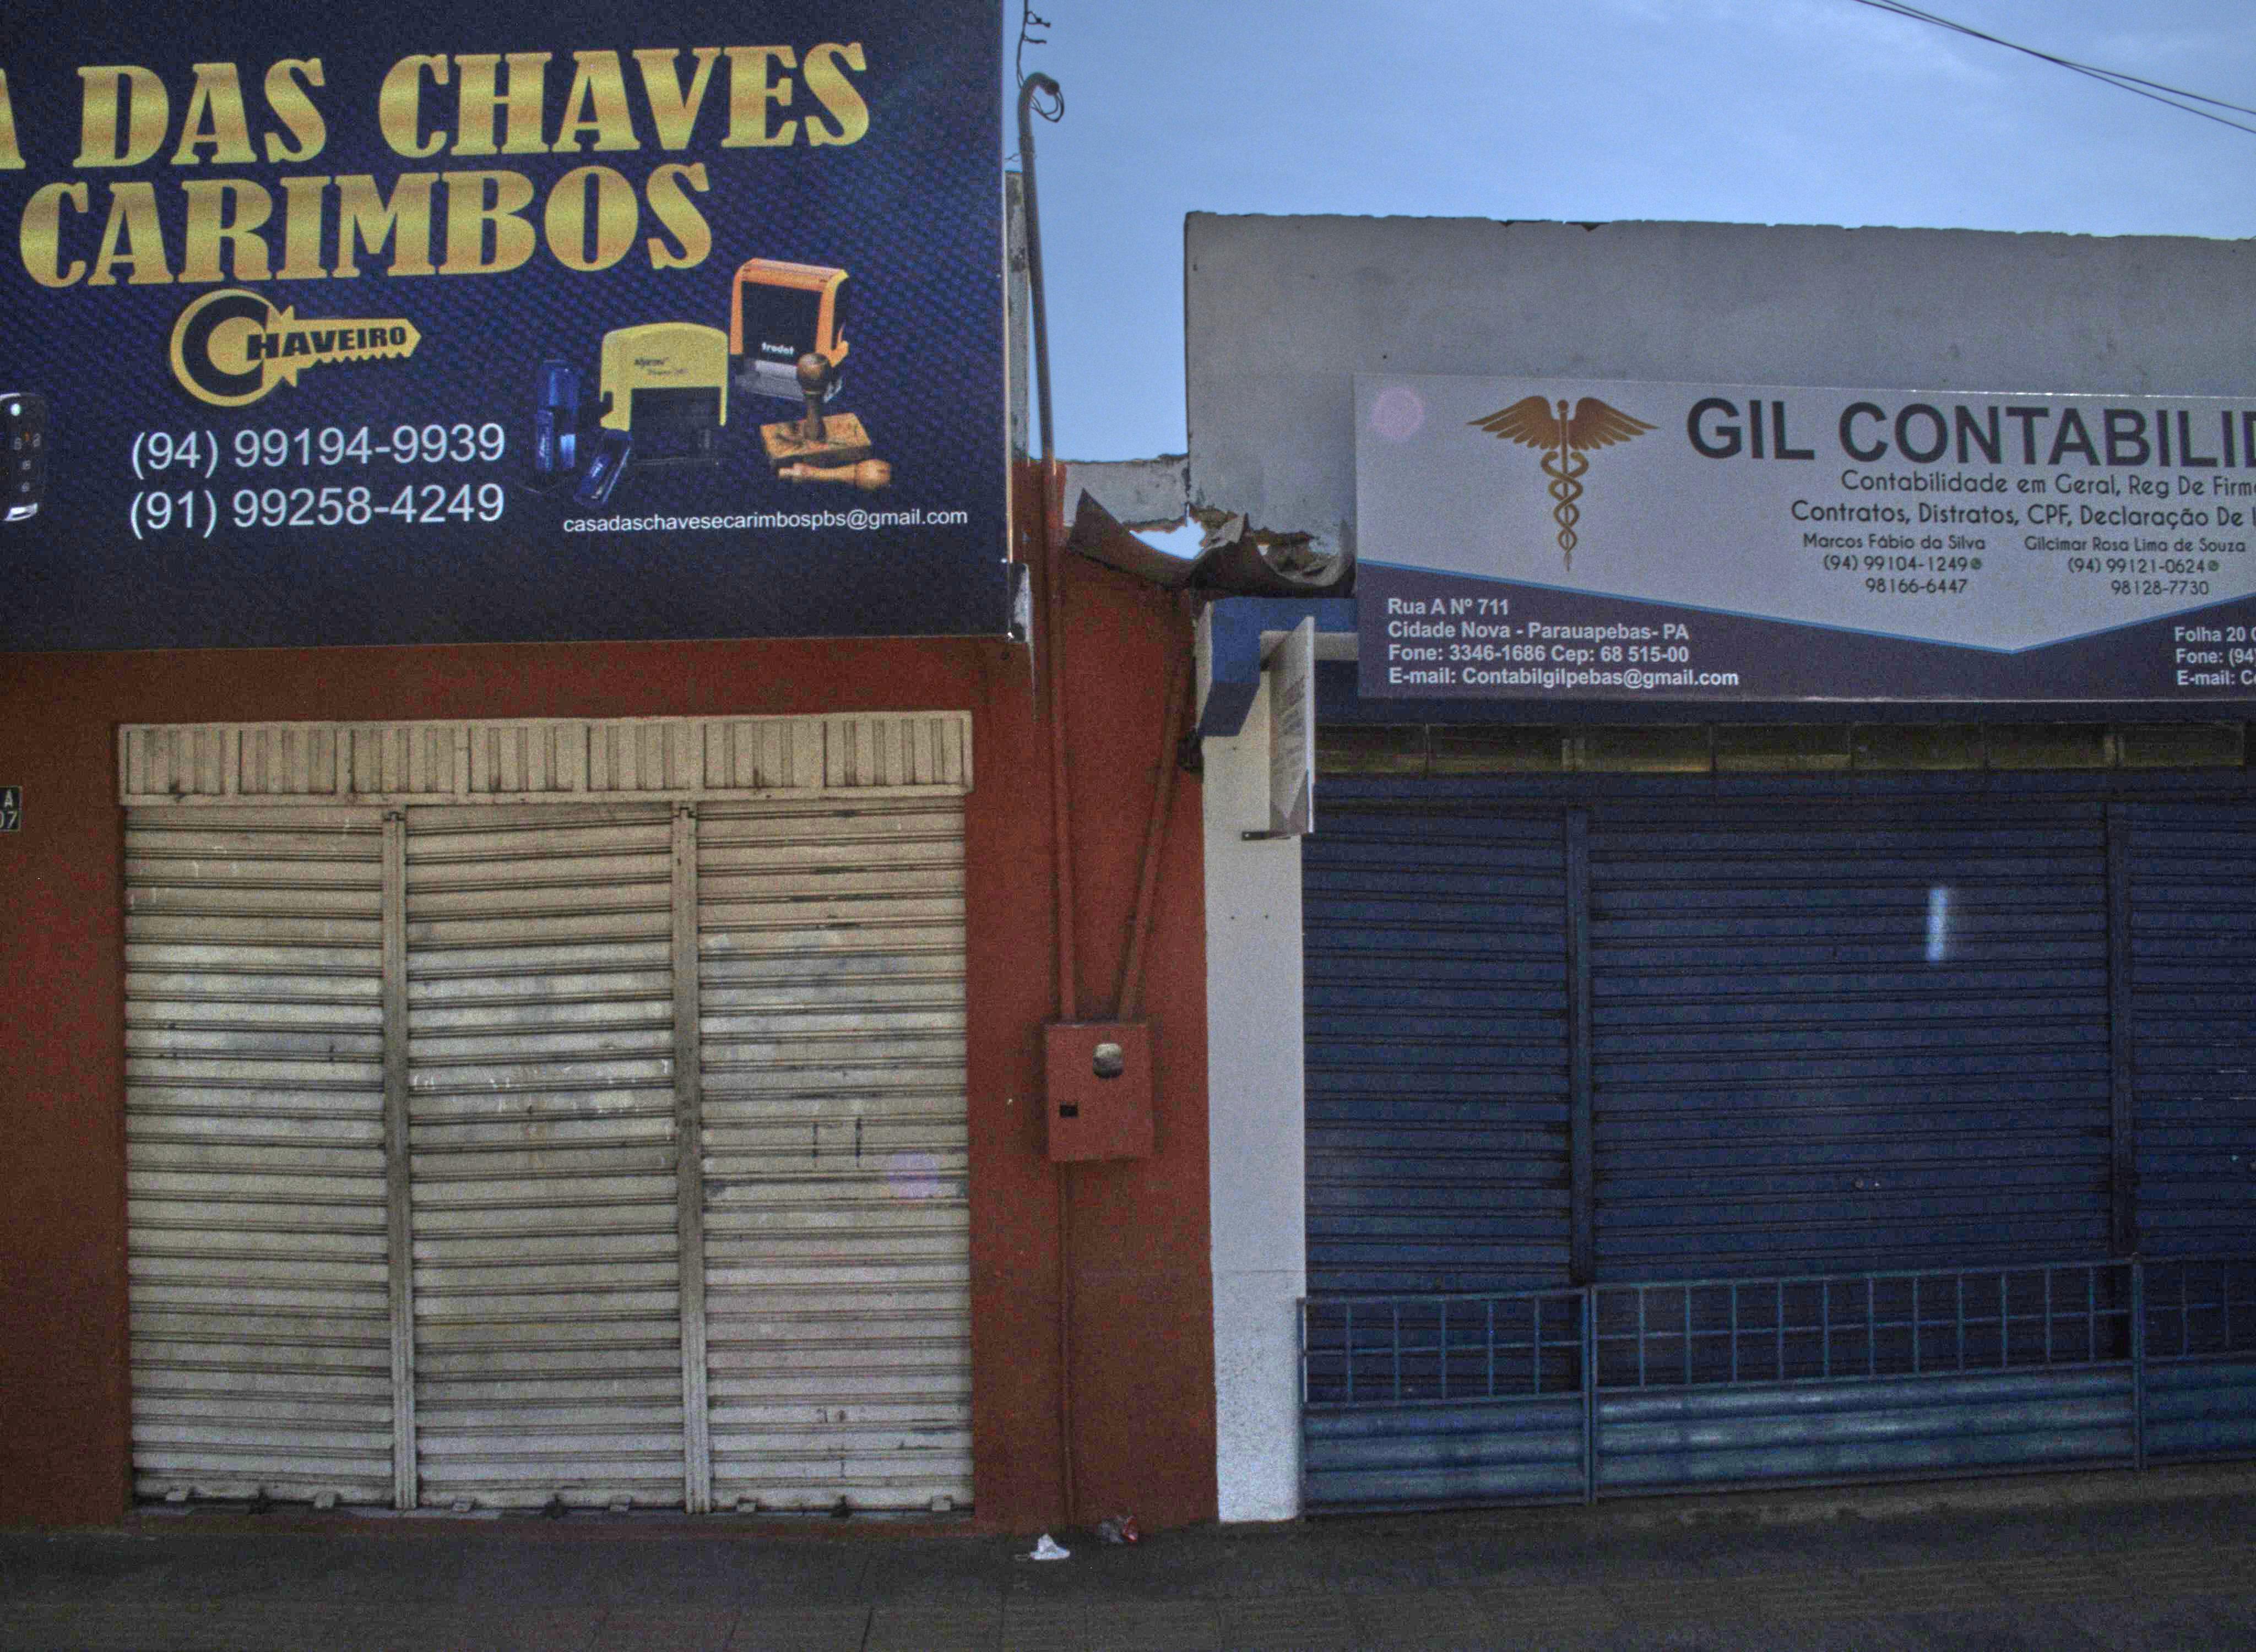 A DAS CHAVES
CARIMBOS
CHAVEIRO
trodat
(94) 99194-9939
(91) 99258-4249
casadaschavesecarimbospbs@gmail.com
A
07
GIL CONTABILID
Contabilidade em Geral, Reg De Firm
Contratos, Distratos, CPF, Declaração De
Marcos Fábio da Silva
(94) 99104-1249
98166-6447
Gilcimar Rosa Lima de Souza
(94) 99121-0624
98128-7730
Rua A Nº 711
Cidade Nova - Parauapebas- PA
Fone: 3346-1686 Cep: 68 515-00
E-mail: Contabilgilpebas@gmail.com
Folha 20
Fone: (94
E-mail: C